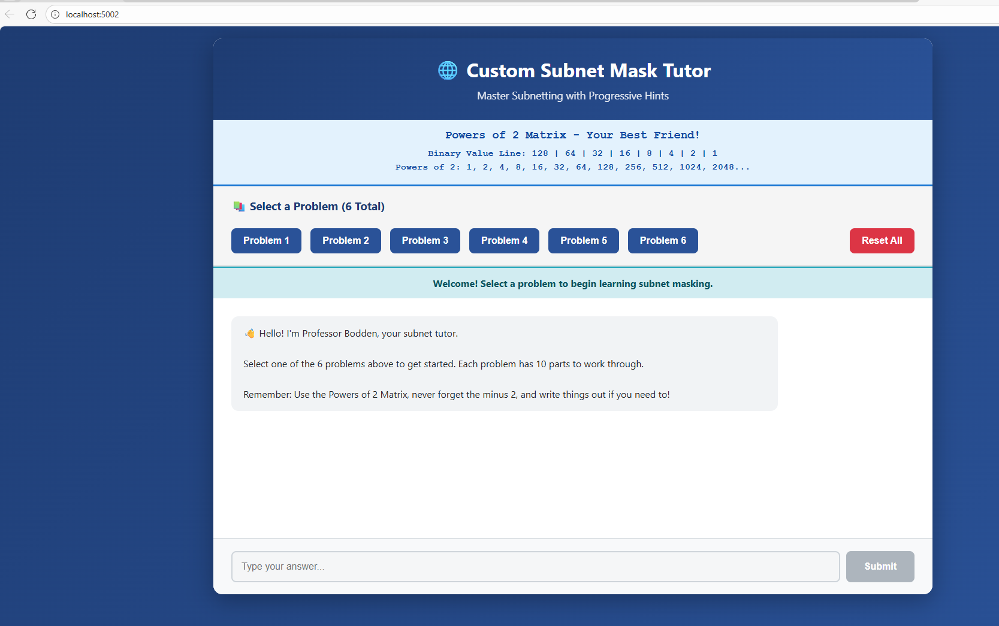 localhost:5002
Custom Subnet Mask Tutor
Master Subnetting with Progressive Hints
Powers of 2 Matrix - Your Best Friend!
Binary Value Line: 128 | 64 | 32 | 16 | 8 | 4 | 2 | 1
Powers of 2: 1, 2, 4, 8, 16, 32, 64, 128, 256, 512, 1024, 2048...
Select a Problem (6 Total)
Problem 1 Problem 2 Problem 3 Problem 4 Problem 5 Problem 6 Reset All
Welcome! Select a problem to begin learning subnet masking.
👋 Hello! I'm Professor Bodden, your subnet tutor.
Select one of the 6 problems above to get started. Each problem has 10 parts to work through.
Remember: Use the Powers of 2 Matrix, never forget the minus 2, and write things out if you need to!
Type your answer... Submit